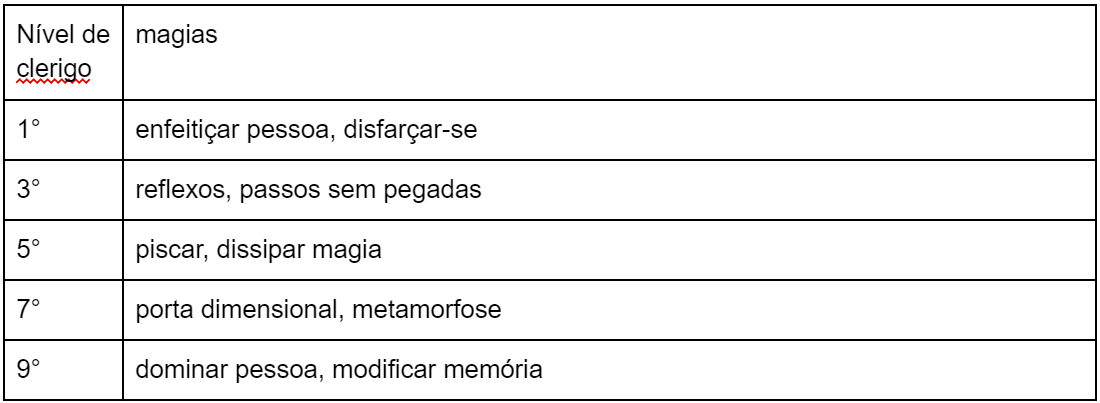 Nível de
clerigo
magias
1° enfeitiçar pessoa, disfarçar-se
3° reflexos, passos sem pegadas
5° piscar, dissipar magia
7° porta dimensional, metamorfose
9° dominar pessoa, modificar memória